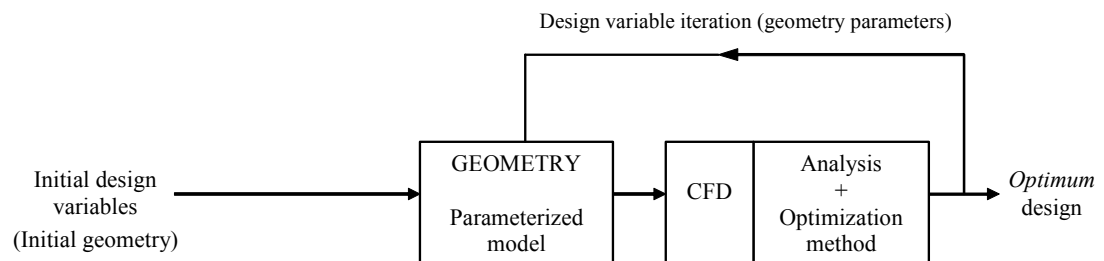 Design variable iteration (geometry parameters)
Initial design
variables
(Initial geometry)
GEOMETRY
Parameterized
model
CFD
Analysis
+
Optimization
method
Optimum
design